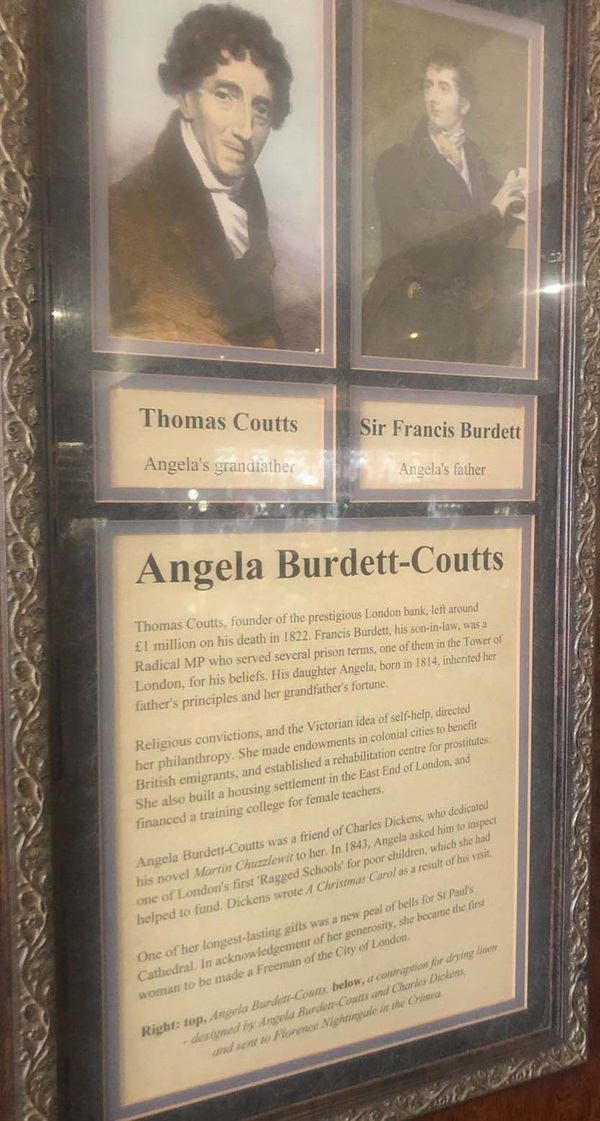 Thomas Coutts
Angela's grandfather
Sir Francis Burdett
Angela's father
Angela Burdett-Coutts
Thomas Coutts, founder of the prestigious London bank, left around
£1 million on his death in 1822. Francis Burdett, his son-in-law, was a
Radical MP who served several prison terms, one of them in the Tower of
London, for his beliefs. His daughter Angela, born in 1814, inherited her
father's principles and her grandfather's fortune.
Religious convictions, and the Victorian idea of self-help, directed
her philanthropy. She made endowments in colonial cities to benefit
British emigrants, and established a rehabilitation centre for prostitutes.
She also built a housing settlement in the East End of London, and
financed a training college for female teachers.
Angela Burdett-Coutts was a friend of Charles Dickens, who dedicated
his novel Martin Chuzzlewit to her. In 1843, Angela asked him to inspect
one of London's first 'Ragged Schools' for poor children, which she had
helped to fund. Dickens wrote A Christmas Carol as a result of his visit.
One of her longest-lasting gifts was a new peal of bells for St Paul's
Cathedral. In acknowledgement of her generosity, she became the first
woman to be made a Freeman of the City of London.
Right: top, Angela Burdett-Coutts, below, a contraption for drying linen
- designed by Angela Burdett-Coutts and Charles Dickens,
and sent to Florence Nightingale in the Crimea.